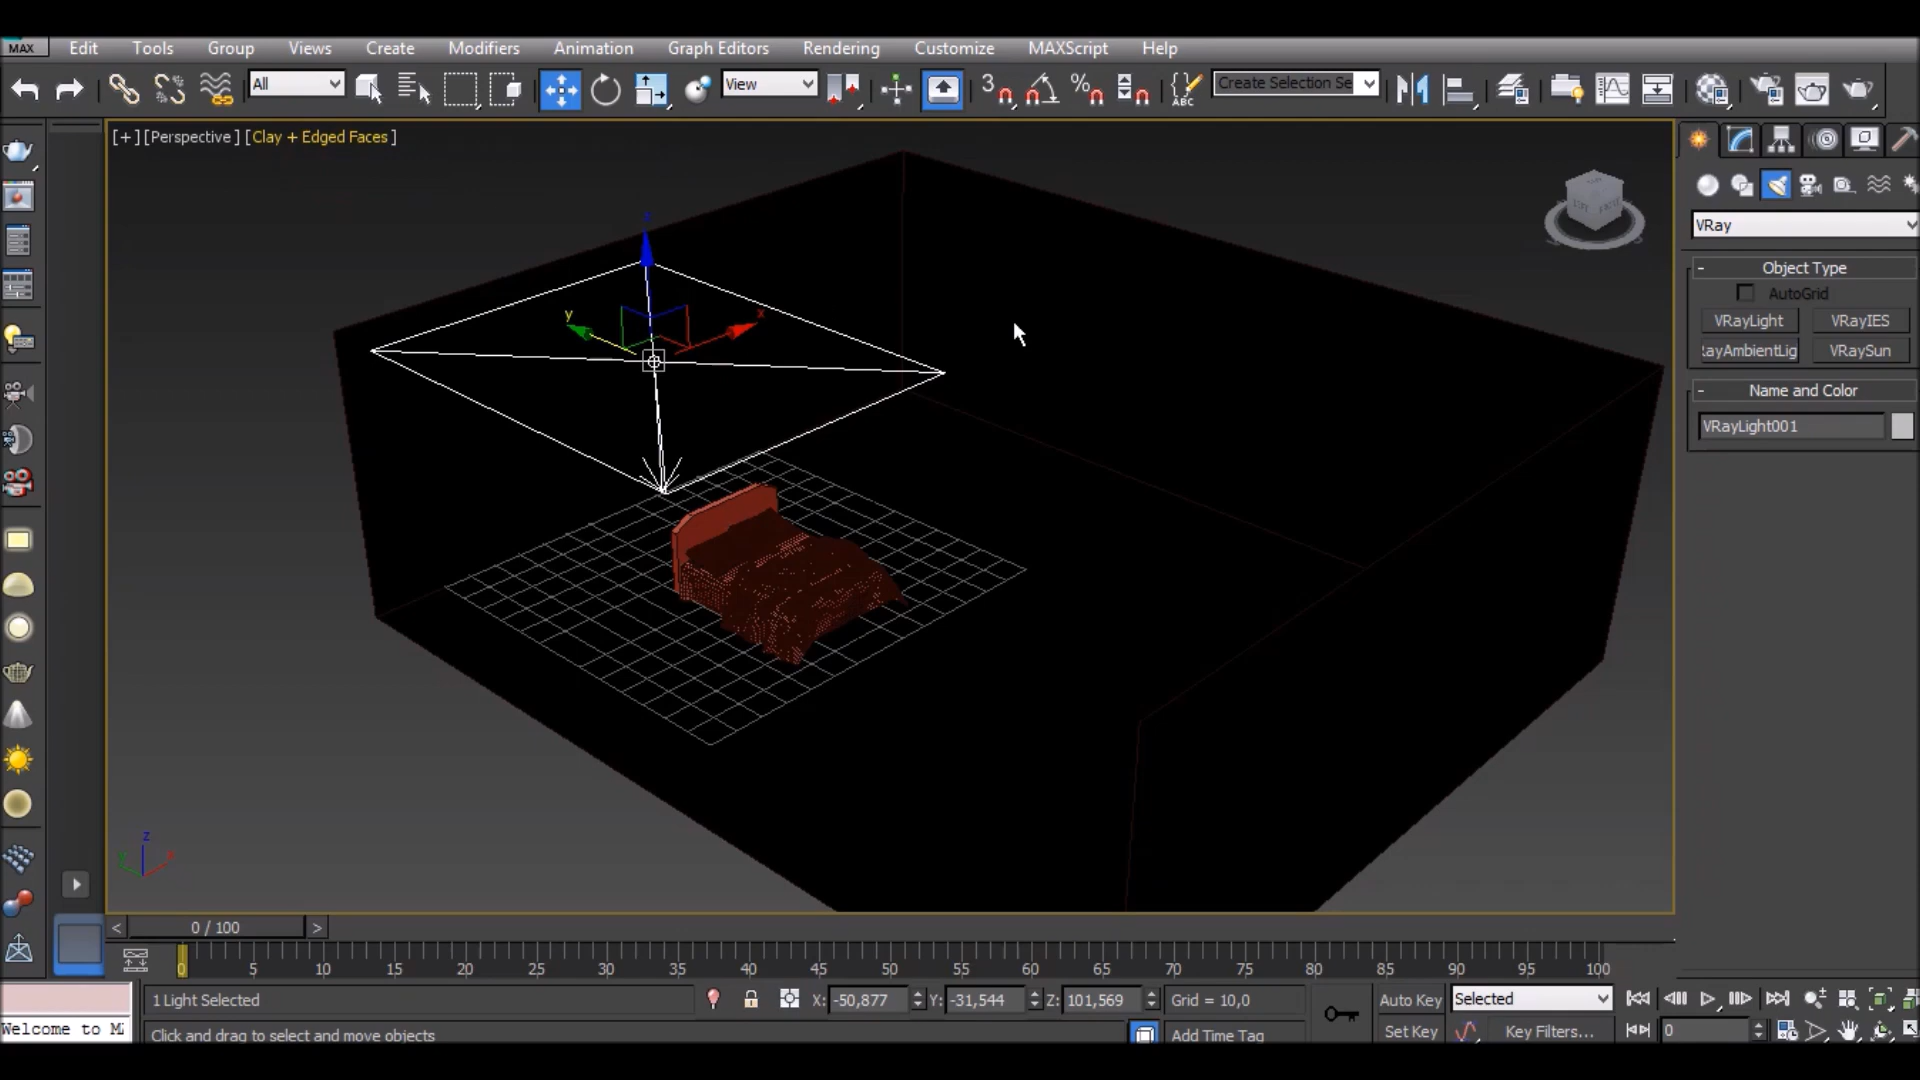 MAX Edit Tools Group Views Create Modifiers Animation Graph Editors Rendering Customize MAXScript Help
All View 3 % ABC Create Selection Se
[+][Perspective] [Clay + Edged Faces]
z
y
x
VRay
- Object Type
AutoGrid
VRayLight VRayIES
RayAmbientLig VRaySun
- Name and Color
VRayLight001
z
x
< 0 / 100 >
0 5 10 15 20 25 30 35 40 45 50 55 60 65 70 75 80 85 90 95 100
1 Light Selected X: -50,877 Y: -31,544 Z: 101,569 Grid = 10,0 Auto Key Selected
Welcome to M Click and drag to select and move objects Add Time Tag Set Key Key Filters... 0